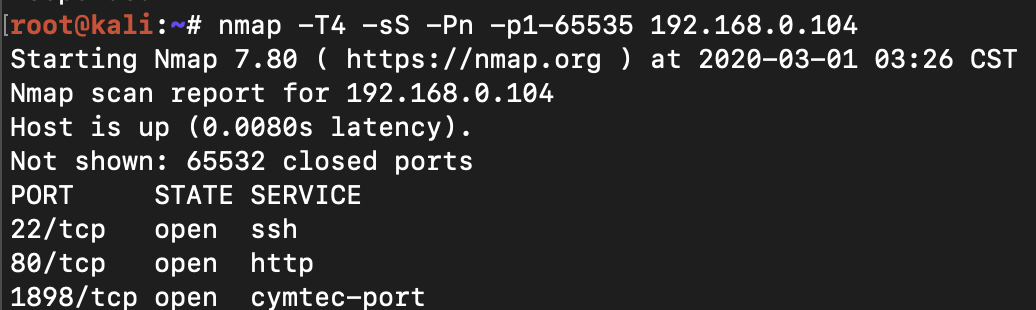 [root@kali:~# nmap -T4 -sS -Pn -p1-65535 192.168.0.104
Starting Nmap 7.80 ( https://nmap.org ) at 2020-03-01 03:26 CST
Nmap scan report for 192.168.0.104
Host is up (0.0080s latency).
Not shown: 65532 closed ports
PORT     STATE SERVICE
22/tcp   open  ssh
80/tcp   open  http
1898/tcp open  cymtec-port